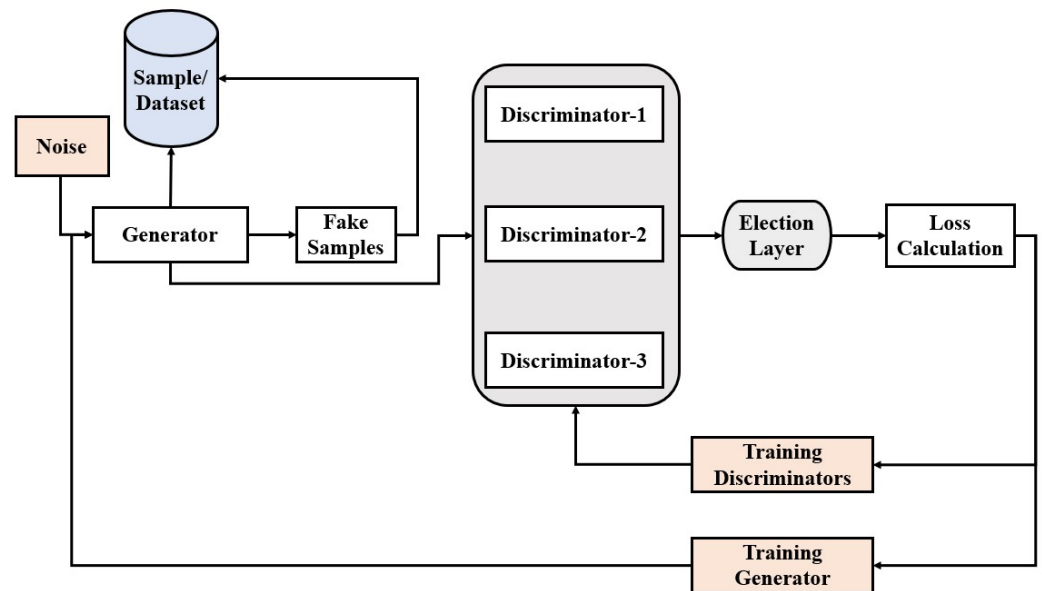 Sample/
Dataset
Noise
Generator
Fake
Samples
Discriminator-1
Discriminator-2
Discriminator-3
Election
Layer
Loss
Calculation
Training
Discriminators
Training
Generator